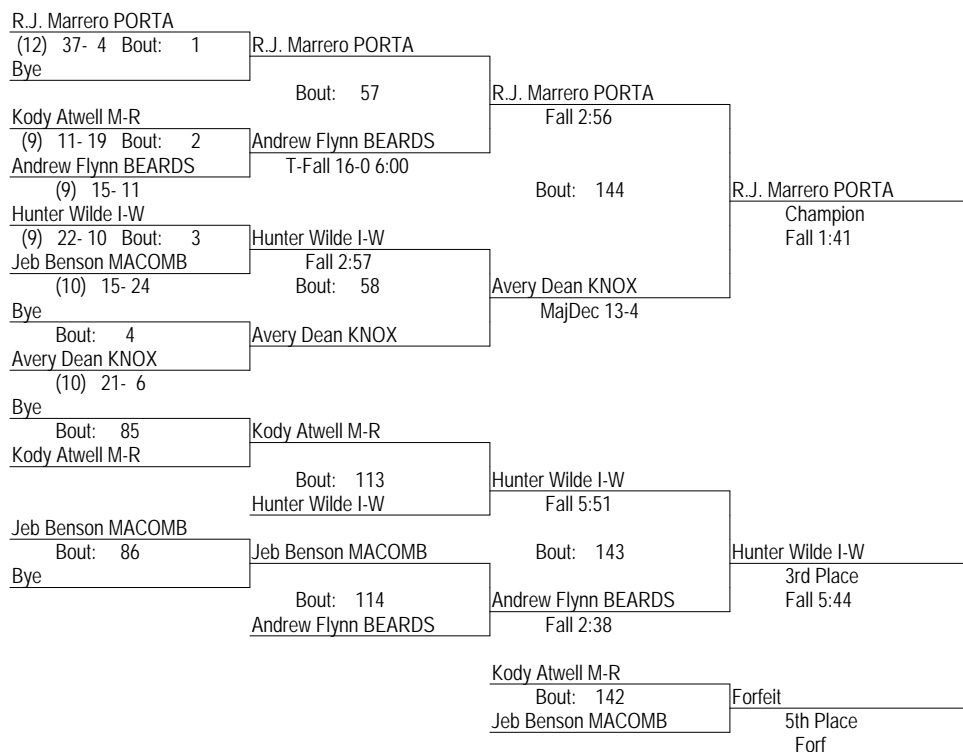 R.J. Marrero PORTA
(12) 37- 4 Bout: 1
Bye
R.J. Marrero PORTA
Bout: 57
Kody Atwell M-R
(9) 11- 19 Bout: 2
Andrew Flynn BEARDS
(9) 15- 11
Andrew Flynn BEARDS
T-Fall 16-0 6:00
R.J. Marrero PORTA
Fall 2:56
Bout: 144
Hunter Wilde I-W
(9) 22- 10 Bout: 3
Jeb Benson MACOMB
(10) 15- 24
Hunter Wilde I-W
Fall 2:57
Bout: 58
Bye
Bout: 4
Avery Dean KNOX
(10) 21- 6
Avery Dean KNOX
Avery Dean KNOX
MajDec 13-4
R.J. Marrero PORTA
Champion
Fall 1:41
Bye
Bout: 85
Kody Atwell M-R
Kody Atwell M-R
Bout: 113
Hunter Wilde I-W
Hunter Wilde I-W
Fall 5:51
Bout: 143
Jeb Benson MACOMB
Bout: 86
Bye
Jeb Benson MACOMB
Bout: 114
Andrew Flynn BEARDS
Andrew Flynn BEARDS
Fall 2:38
Hunter Wilde I-W
3rd Place
Fall 5:44
Kody Atwell M-R
Bout: 142
Jeb Benson MACOMB
Forfeit
5th Place
Forf